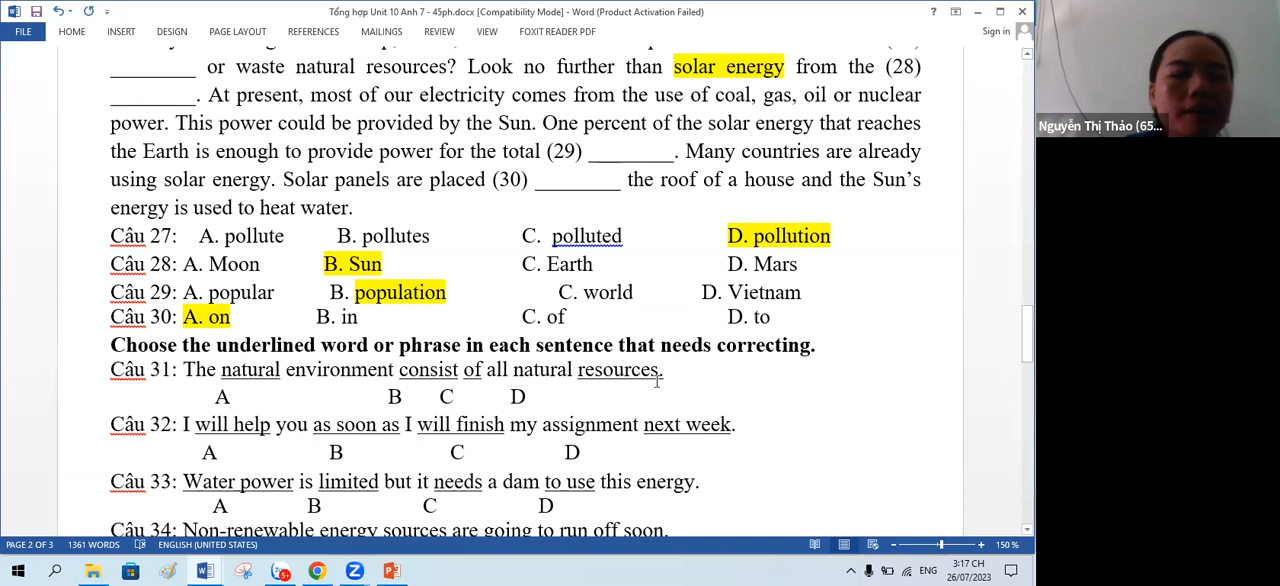 Tổng hợp Unit 10 Anh 7 - 45ph.docx [Compatibility Mode] - Word (Product Activation Failed)
FILE HOME INSERT DESIGN PAGE LAYOUT REFERENCES MAILINGS REVIEW VIEW FOXIT READER PDF Sign in
________ or waste natural resources? Look no further than solar energy from the (28)
________. At present, most of our electricity comes from the use of coal, gas, oil or nuclear
power. This power could be provided by the Sun. One percent of the solar energy that reaches
the Earth is enough to provide power for the total (29) ________. Many countries are already
using solar energy. Solar panels are placed (30) ________ the roof of a house and the Sun's
energy is used to heat water.
Câu 27: A. pollute B. pollutes C. polluted D. pollution
Câu 28: A. Moon B. Sun C. Earth D. Mars
Câu 29: A. popular B. population C. world D. Vietnam
Câu 30: A. on B. in C. of D. to
Choose the underlined word or phrase in each sentence that needs correcting.
Câu 31: The natural environment consist of all natural resources.
A B C D
Câu 32: I will help you as soon as I will finish my assignment next week.
A B C D
Câu 33: Water power is limited but it needs a dam to use this energy.
A B C D
Câu 34: Non-renewable energy sources are going to run off soon.
PAGE 2 OF 3 1361 WORDS ENGLISH (UNITED STATES) 150 %
ENG 3:17 CH
26/07/2023
Nguyễn Thị Thảo (65...